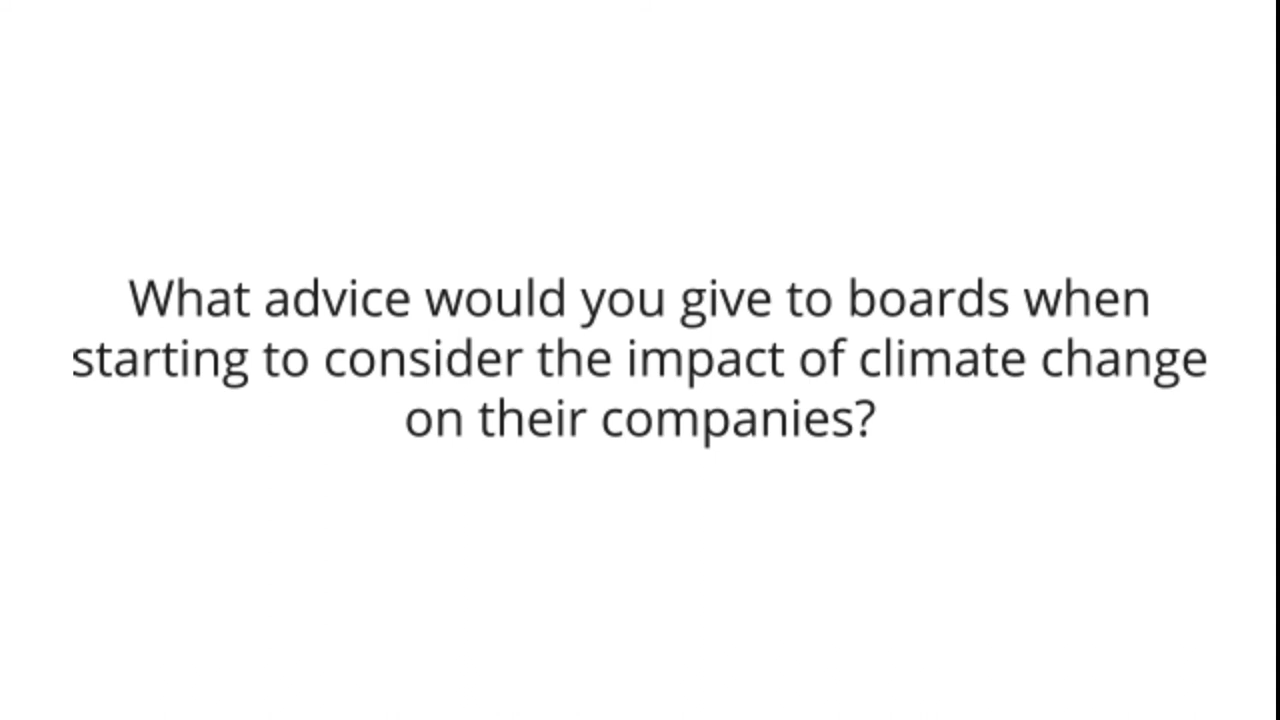 What advice would you give to boards when
starting to consider the impact of climate change
on their companies?